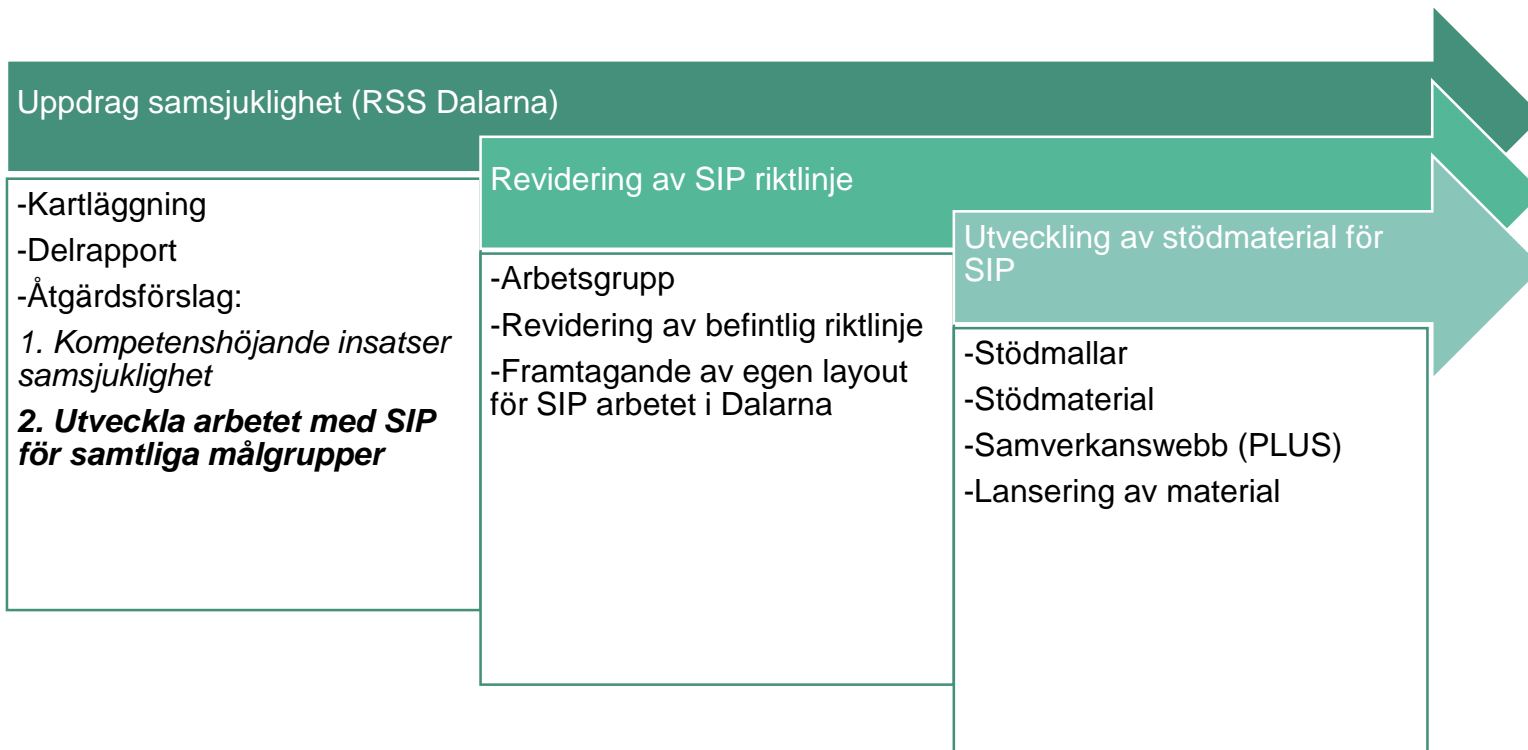 Uppdrag samsjuklighet (RSS Dalarna)
-Kartläggning
-Delrapport
-Åtgärdsförslag:
1. Kompetenshöjande insatser
samsjuklighet
2. Utveckla arbetet med SIP
för samtliga målgrupper
Revidering av SIP riktlinje
-Arbetsgrupp
-Revidering av befintlig riktlinje
-Framtagande av egen layout
för SIP arbetet i Dalarna
Utveckling av stödmaterial för
SIP
-Stödmallar
-Stödmaterial
-Samverkanswebb (PLUS)
-Lansering av material